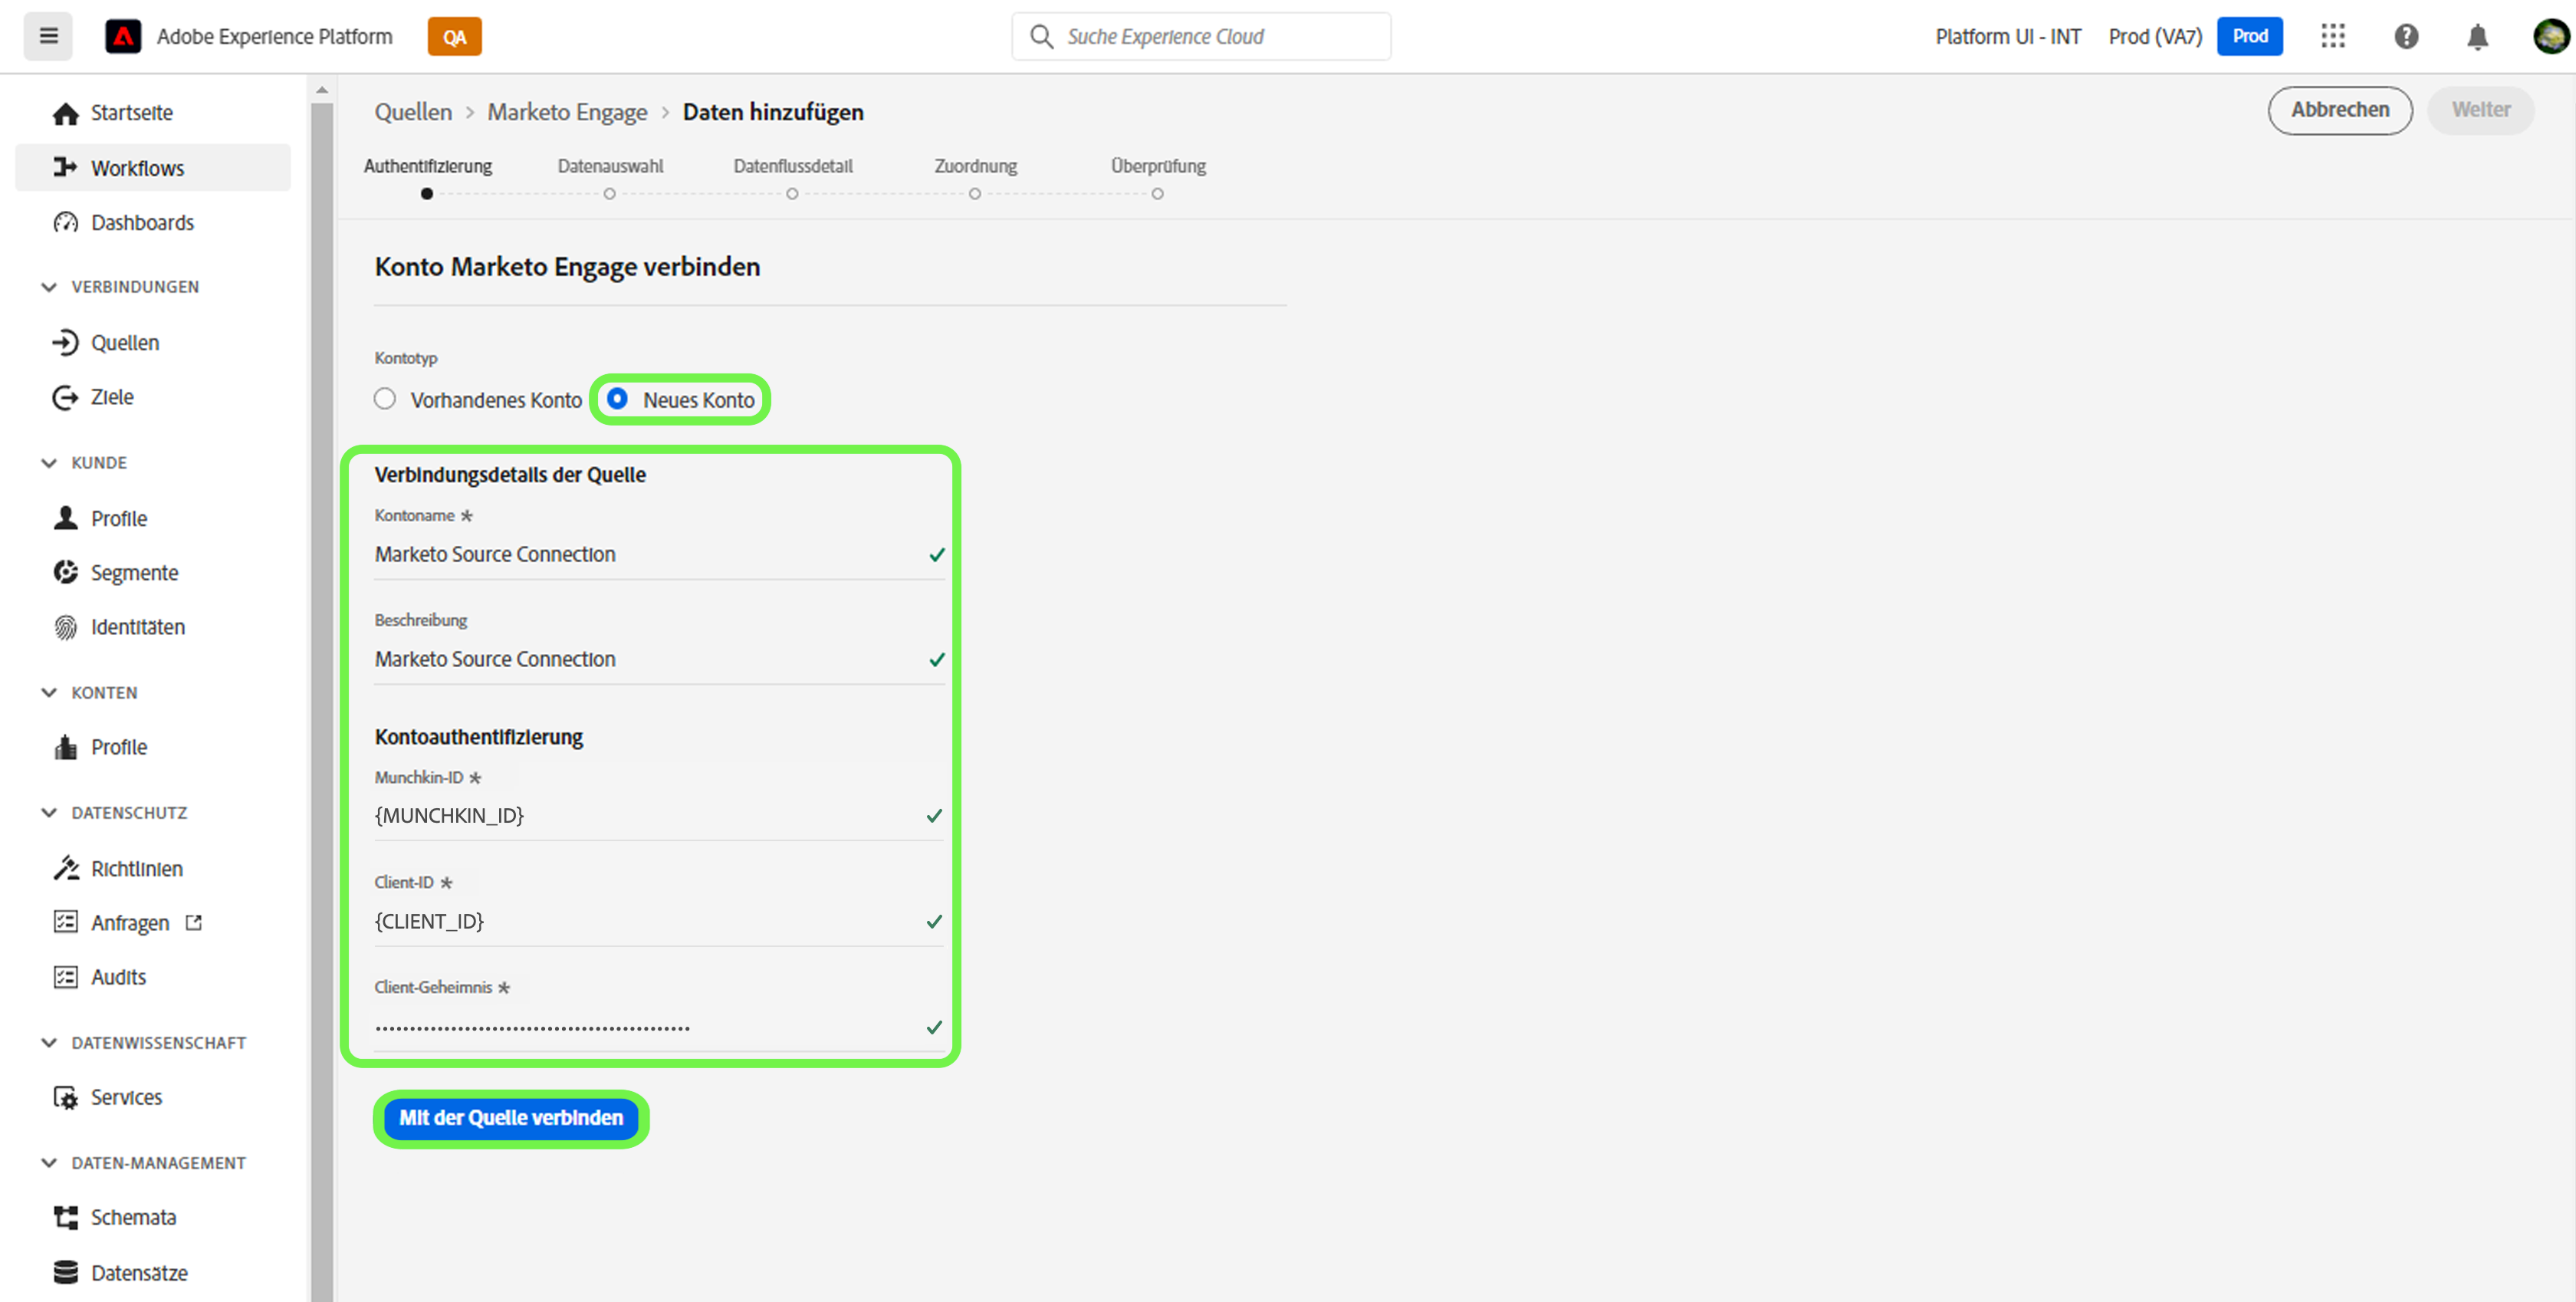 Adobe Experience Platform
QA
Suche Experience Cloud
Platform UI - INT
Prod (VA7)
Prod
Startseite
Workflows
Dashboards
VERBINDUNGEN
Quellen
Ziele
KUNDE
Profile
Segmente
Identitäten
KONTEN
Profile
DATENSCHUTZ
Richtlinien
Anfragen
Audits
DATENWISSENSCHAFT
Services
DATEN-MANAGEMENT
Schemata
Datensätze
Quellen > Marketo Engage > Daten hinzufügen
Abbrechen
Weiter
Authentifizierung
Datenauswahl
Datenflussdetail
Zuordnung
Überprüfung
Konto Marketo Engage verbinden
Kontotyp
Vorhandenes Konto
Neues Konto
Verbindungsdetails der Quelle
Kontoname *
Marketo Source Connection
Beschreibung
Marketo Source Connection
Kontoauthentifizierung
Munchkin-ID *
{MUNCHKIN_ID}
Client-ID *
{CLIENT_ID}
Client-Geheimnis *
Mit der Quelle verbinden